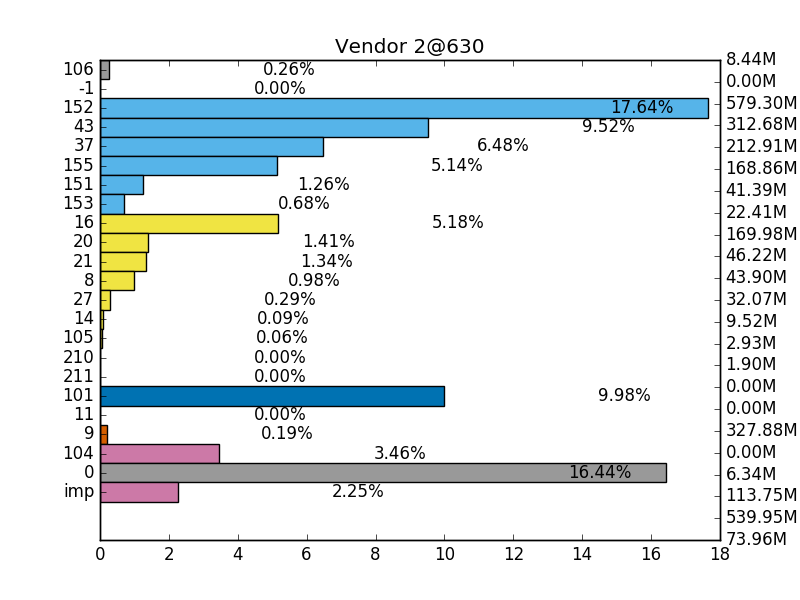 Vendor 2@630
106 0.26% 8.44M
-1 0.00% 0.00M
152 17.64% 579.30M
43 9.52% 312.68M
37 6.48% 212.91M
155 5.14% 168.86M
151 1.26% 41.39M
153 0.68% 22.41M
16 5.18% 169.98M
20 1.41% 46.22M
21 1.34% 43.90M
8 0.98% 32.07M
27 0.29% 9.52M
14 0.09% 2.93M
105 0.06% 1.90M
210 0.00% 0.00M
211 0.00% 0.00M
101 9.98% 327.88M
11 0.00% 0.00M
9 0.19% 6.34M
104 3.46% 113.75M
0 16.44% 539.95M
imp 2.25% 73.96M
0 2 4 6 8 10 12 14 16 18